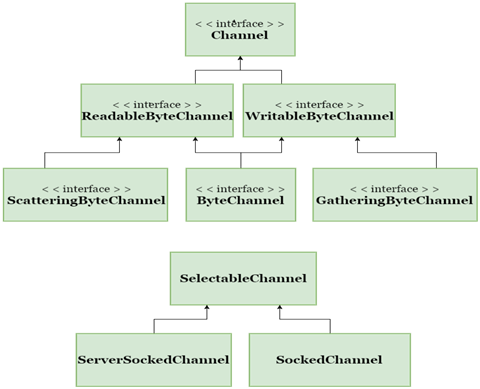 < < interface > >
Channel
< < interface > >
ReadableByteChannel
< < interface > >
WritableByteChannel
< < interface > >
ScatteringByteChannel
< < interface > >
ByteChannel
< < interface > >
GatheringByteChannel
SelectableChannel
ServerSockedChannel
SockedChannel